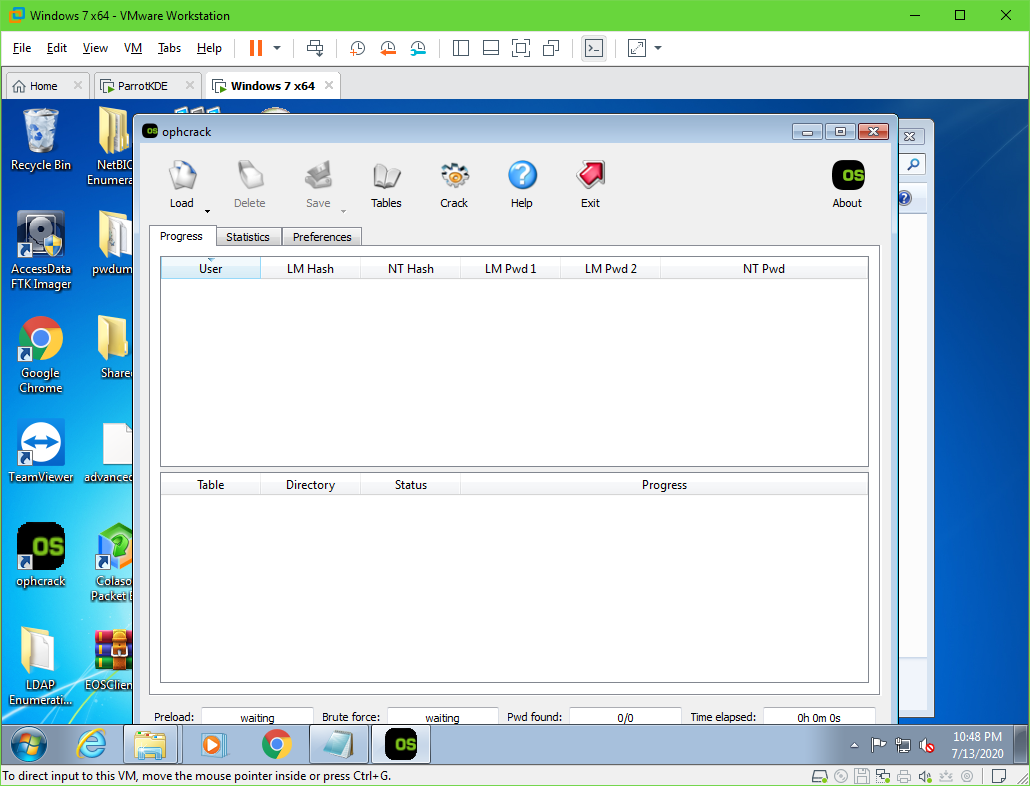 Windows 7 x64 - VMware Workstation
File Edit View VM Tabs Help
Home ParrotKDE Windows 7 x64
Recycle Bin
NetBIO
Enumera
AccessData
FTK Imager
pwdum
Google
Chrome
Share
TeamViewer
advanced
ophcrack
Colaso
Packet
LDAP
Enumerati...
EOSClien
OS ophcrack
Load Delete Save Tables Crack Help Exit About
OS
Progress Statistics Preferences
User LM Hash NT Hash LM Pwd 1 LM Pwd 2 NT Pwd
Table Directory Status Progress
Preload: waiting Brute force: waiting Pwd found: 0/0 Time elapsed: 0h 0m 0s
OS
OS
10:48 PM
7/13/2020
To direct input to this VM, move the mouse pointer inside or press Ctrl+G.